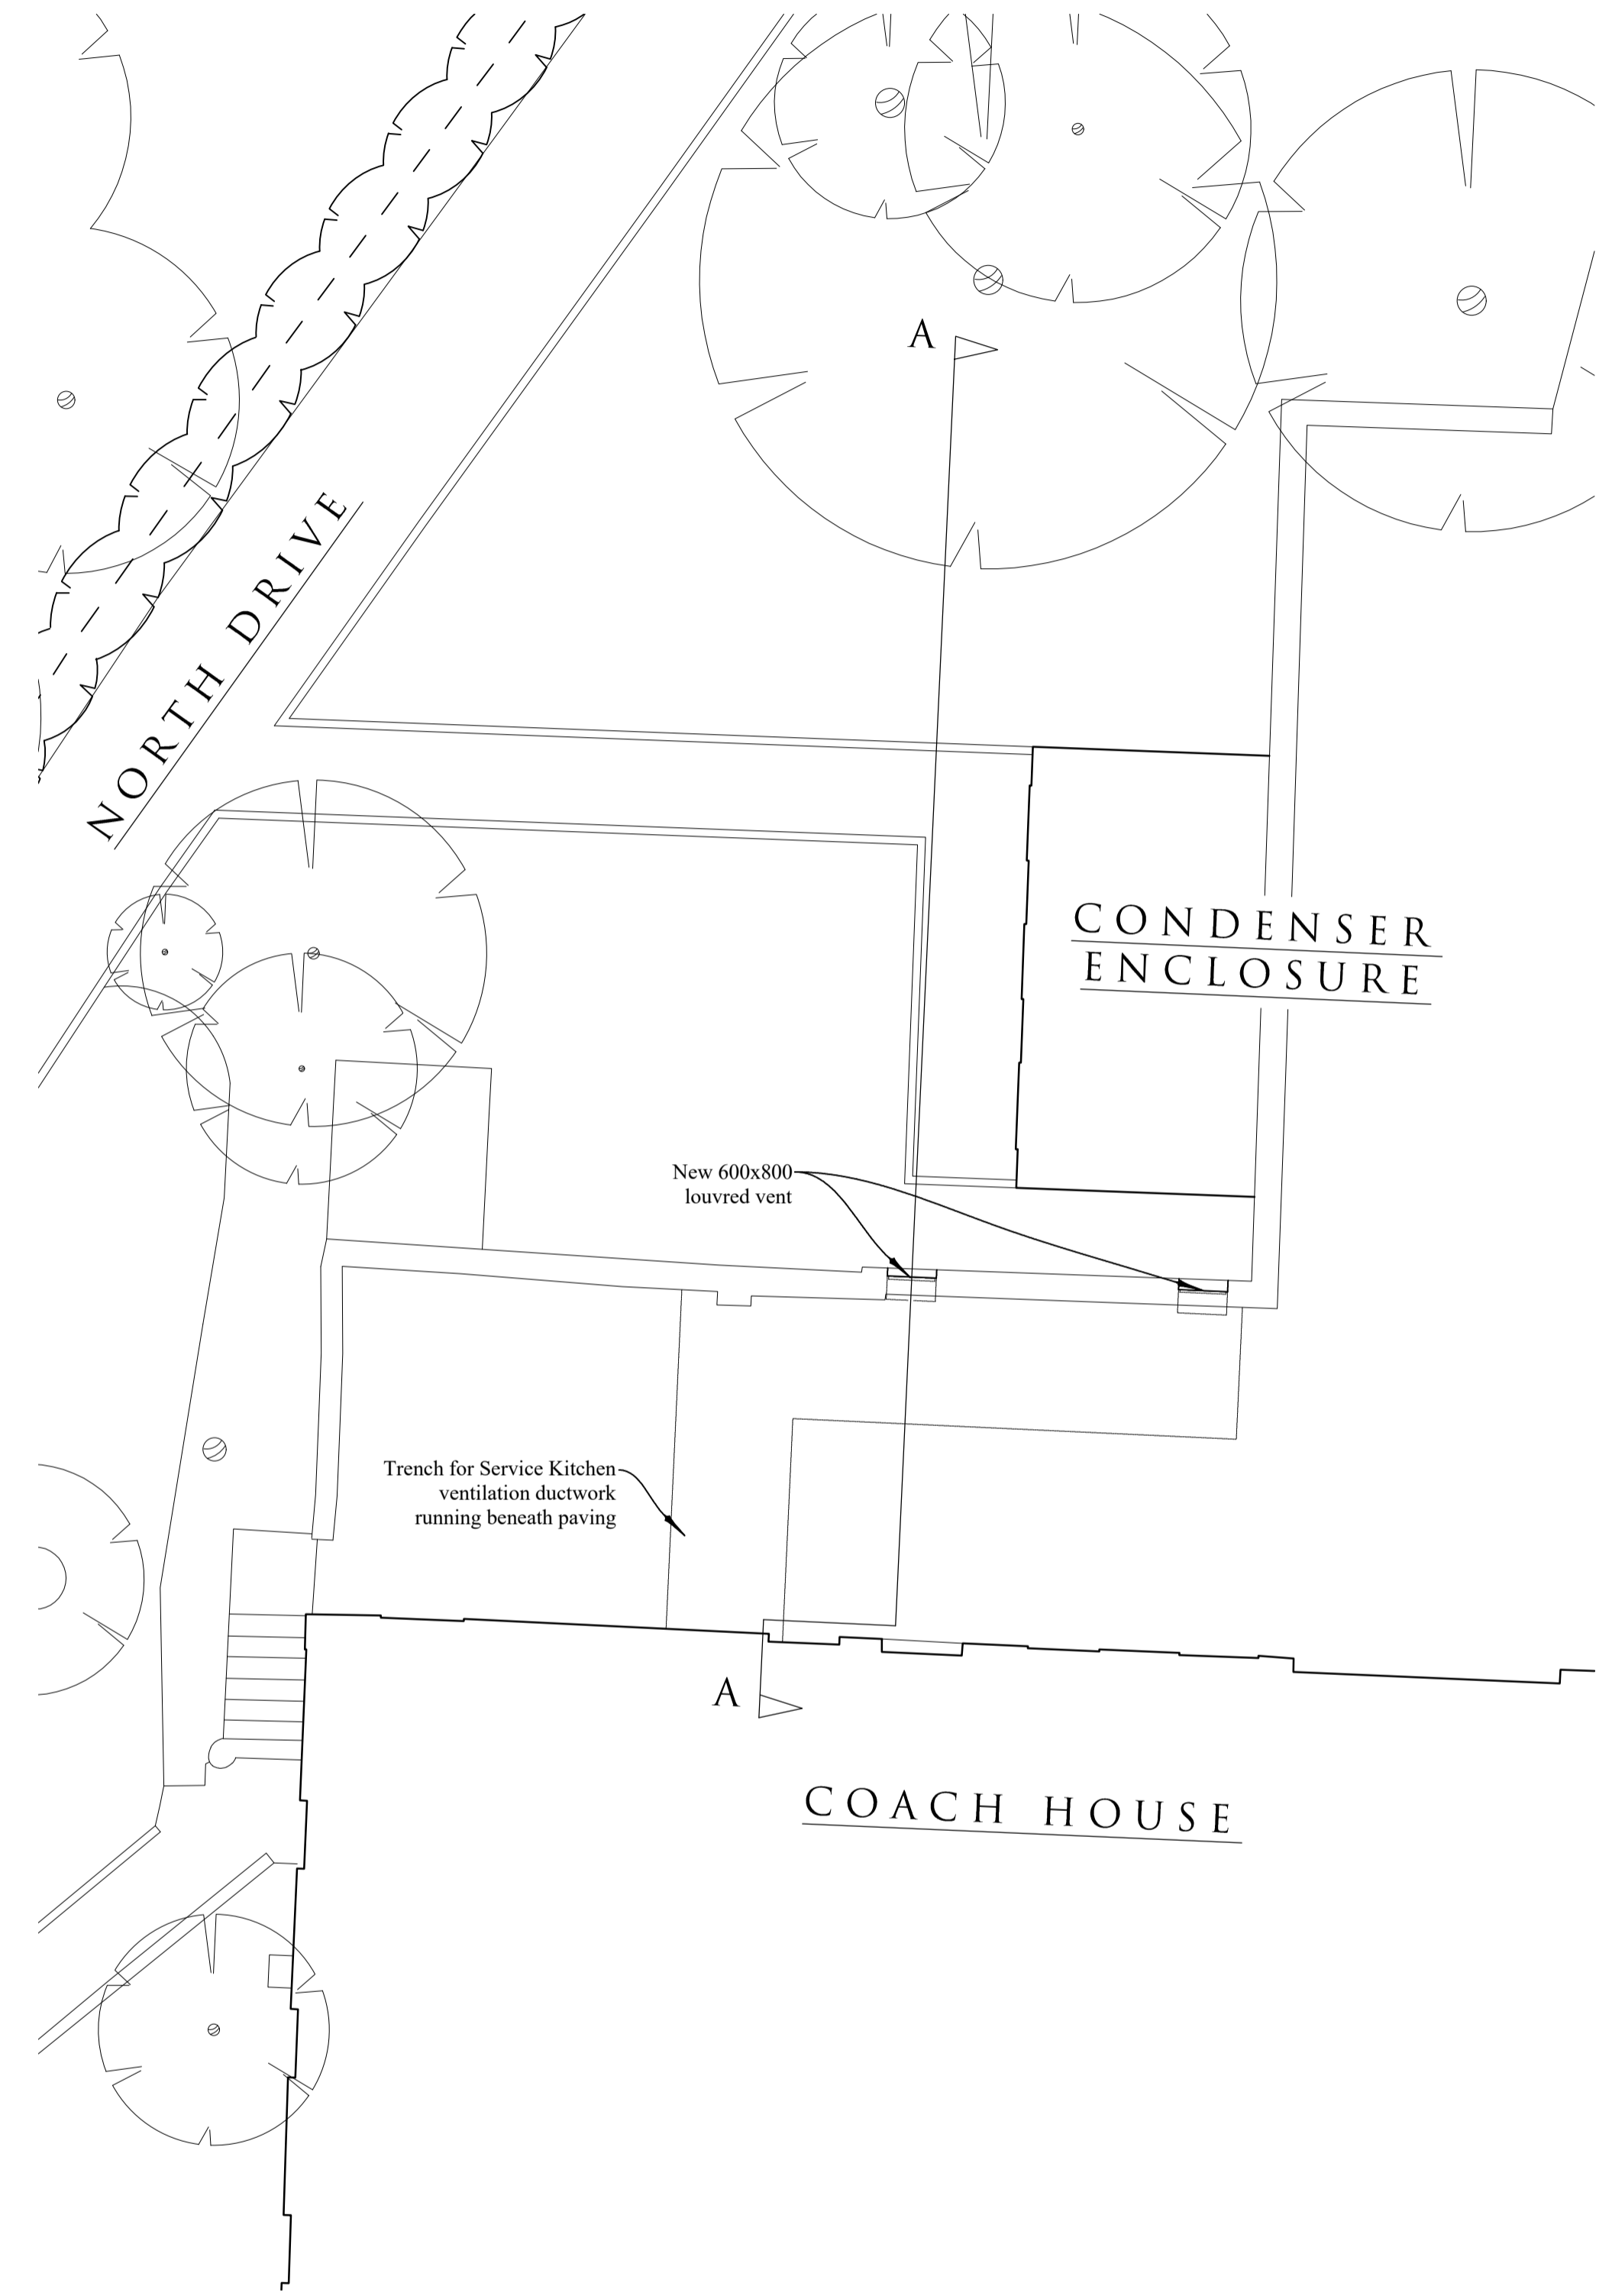 A
NORTH DRIVE
CONDENSER
ENCLOSURE
New 600x800
louvred vent
Trench for Service Kitchen
ventilation ductwork
running beneath paving
A
COACH HOUSE